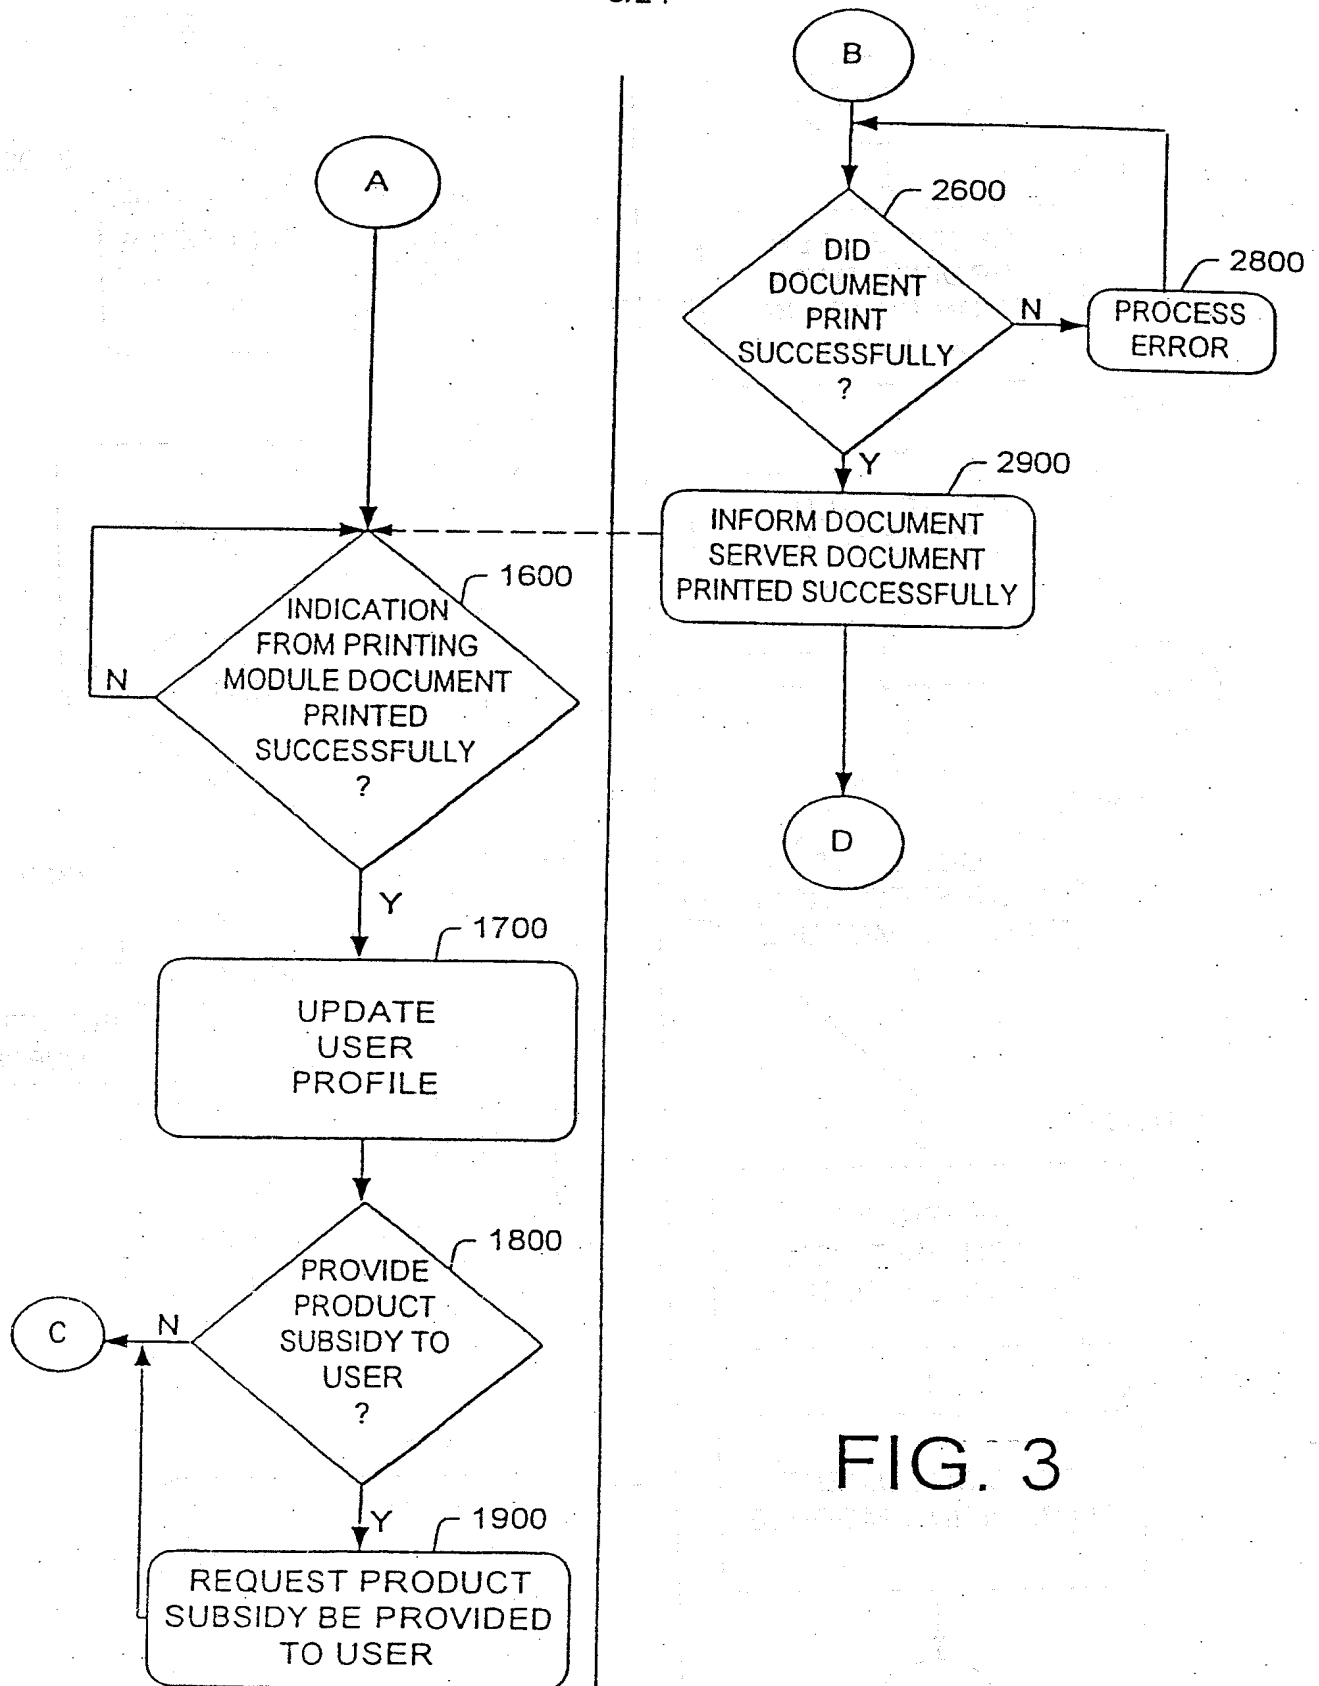 B
A
2600
DID
DOCUMENT
PRINT
SUCCESSFULLY
?
N
2800
PROCESS
ERROR
Y
2900
INFORM DOCUMENT
SERVER DOCUMENT
PRINTED SUCCESSFULLY
D
1600
INDICATION
FROM PRINTING
MODULE DOCUMENT
PRINTED
SUCCESSFULLY
?
N
Y
1700
UPDATE
USER
PROFILE
1800
PROVIDE
PRODUCT
SUBSIDY TO
USER
?
N
C
Y
1900
REQUEST PRODUCT
SUBSIDY BE PROVIDED
TO USER
FIG. 3